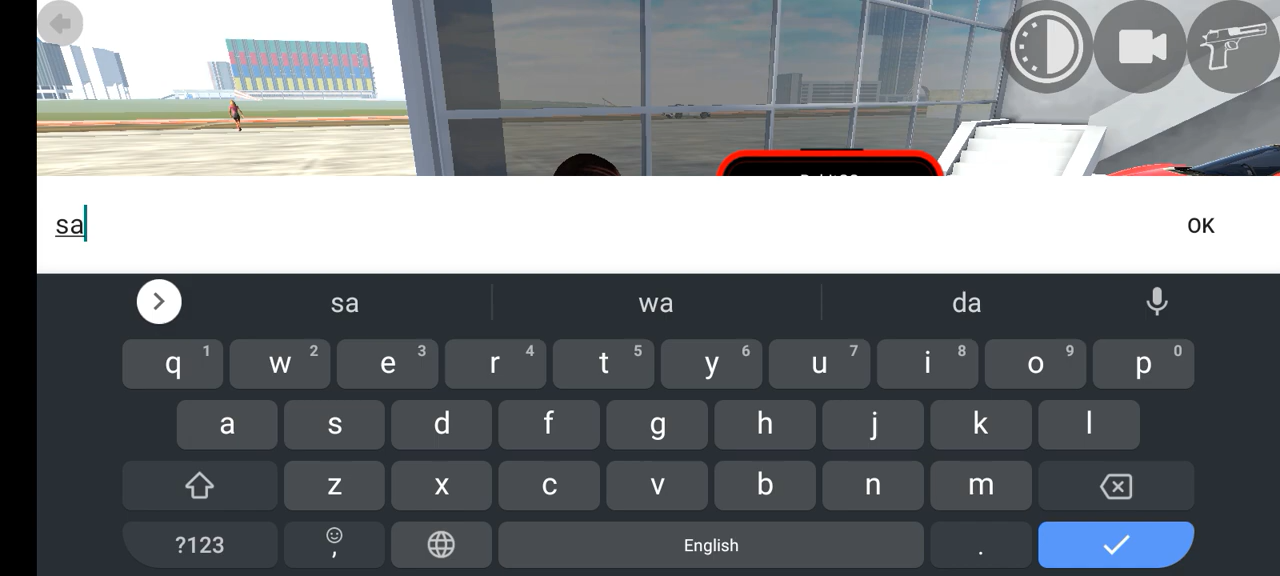 sa
OK
sa wa da
q 1 w 2 e 3 r 4 t 5 y 6 u 7 i 8 o 9 p 0
a s d f g h j k l
z x c v b n m
?123 , English .